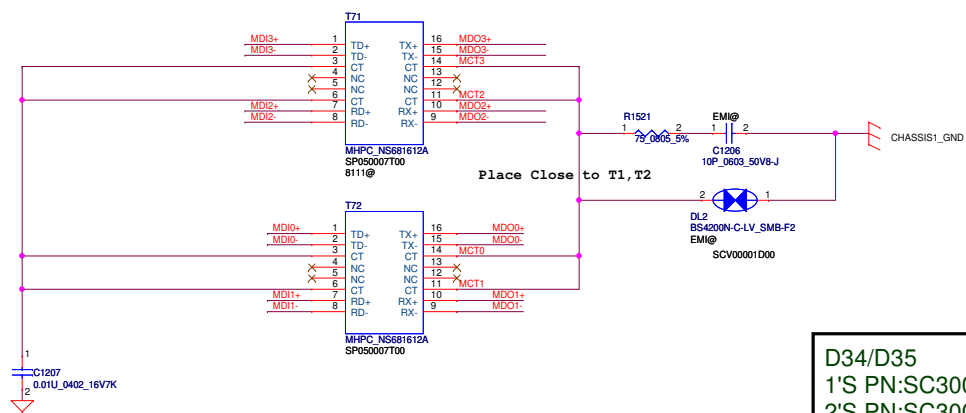 T71
MDI3+ 1 TD+ TX+ 16 MDO3+
MDI3- 2 TD- TX- 15 MDO3-
3 CT CT 14 MCT3
4 NC NC 13
5 NC NC 12
6 CT CT 11 MCT2
MDI2+ 7 RD+ RX+ 10 MDO2+
MDI2- 8 RD- RX- 9 MDO2-
MHPC_NS681612A
SP050007T00
8111@
R1521
1 2
75_0805_5%
EMI@
1 2
C1206
10P_0603_50V8-J
CHASSIS1_GND
Place Close to T1,T2
2 1
DL2
BS4200N-C-LV_SMB-F2
EMI@
SCV00001D00
T72
MDI0+ 1 TD+ TX+ 16 MDO0+
MDI0- 2 TD- TX- 15 MDO0-
3 CT CT 14 MCT0
4 NC NC 13
5 NC NC 12
6 CT CT 11 MCT1
MDI1+ 7 RD+ RX+ 10 MDO1+
MDI1- 8 RD- RX- 9 MDO1-
MHPC_NS681612A
SP050007T00
1
C1207
0.01U_0402_16V7K
2
D34/D35
1'S PN:SC300
2'S PN:SC300